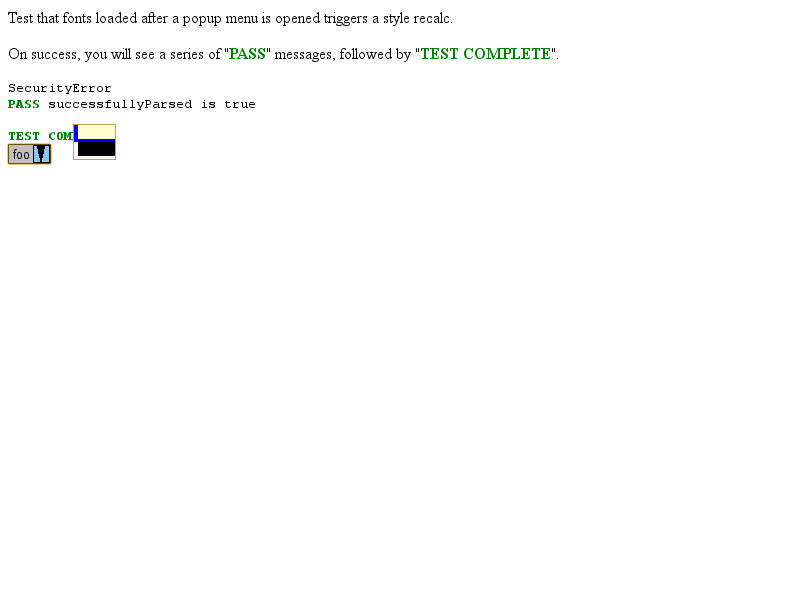 Test that fonts loaded after a popup menu is opened triggers a style recalc.
On success, you will see a series of "PASS" messages, followed by "TEST COMPLETE".
SecurityError
PASS successfullyParsed is true
TEST COM
foo